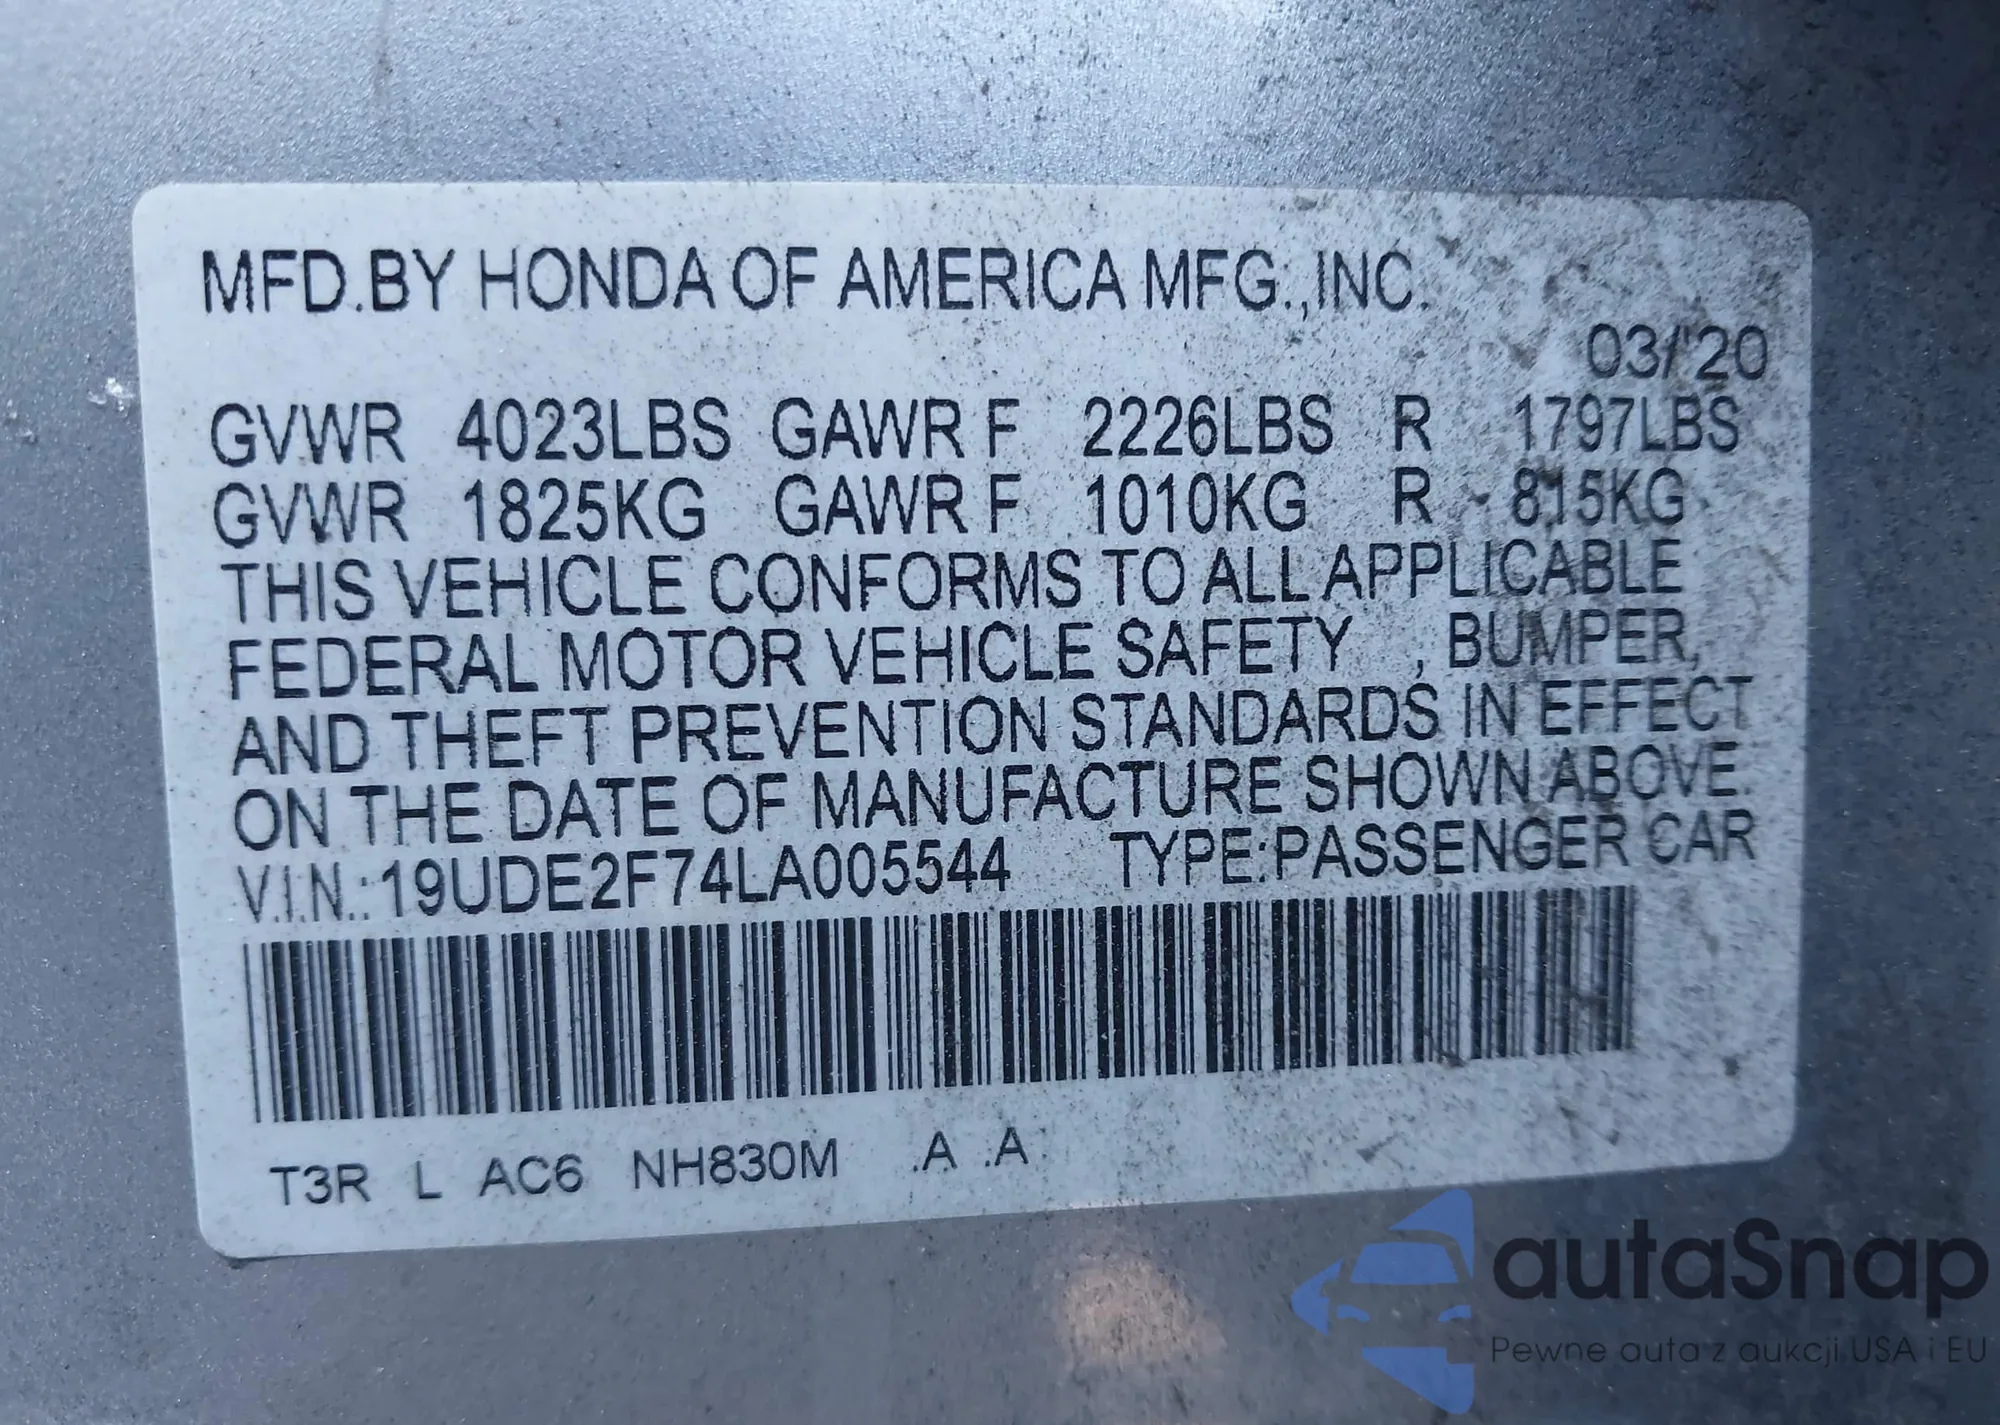 MFD.BY HONDA OF AMERICA MFG.,INC.
03/'20
GVWR 4023LBS GAWR F 2226LBS R 1797LBS
GVWR 1825KG GAWR F 1010KG R 815KG
THIS VEHICLE CONFORMS TO ALL APPLICABLE
FEDERAL MOTOR VEHICLE SAFETY , BUMPER,
AND THEFT PREVENTION STANDARDS IN EFFECT
ON THE DATE OF MANUFACTURE SHOWN ABOVE.
V.I.N.:19UDE2F74LA005544 TYPE:PASSENGER CAR
T3R L AC6 NH830M .A .A
autaSnap
Pewne auta z aukcji USA i EU